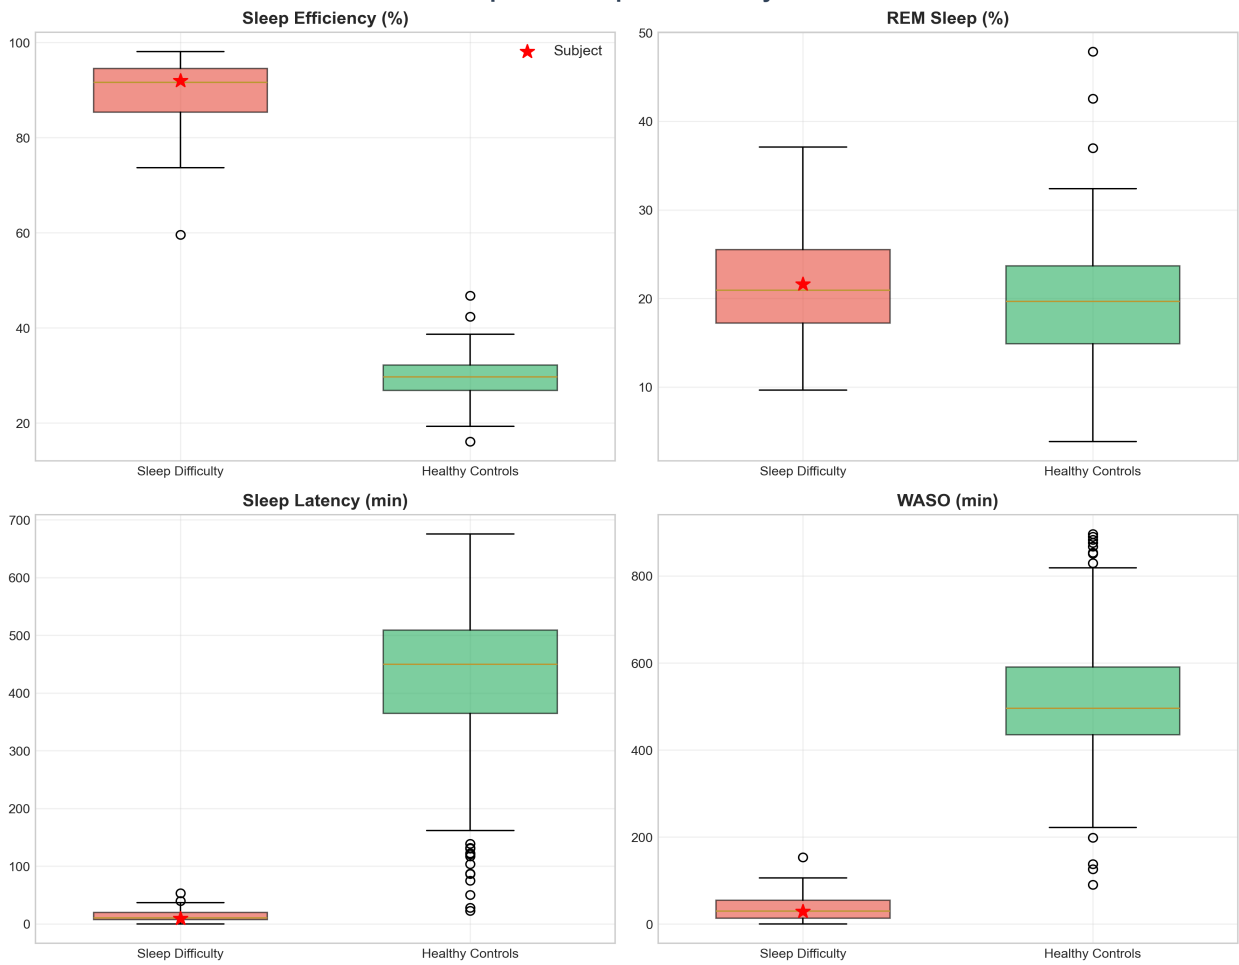 Sleep Efficiency (%)
100
80
60
40
20
Subject
Sleep Difficulty
Healthy Controls
REM Sleep (%)
50
40
30
20
10
Sleep Difficulty
Healthy Controls
Sleep Latency (min)
700
600
500
400
300
200
100
0
Sleep Difficulty
Healthy Controls
WASO (min)
800
600
400
200
0
Sleep Difficulty
Healthy Controls